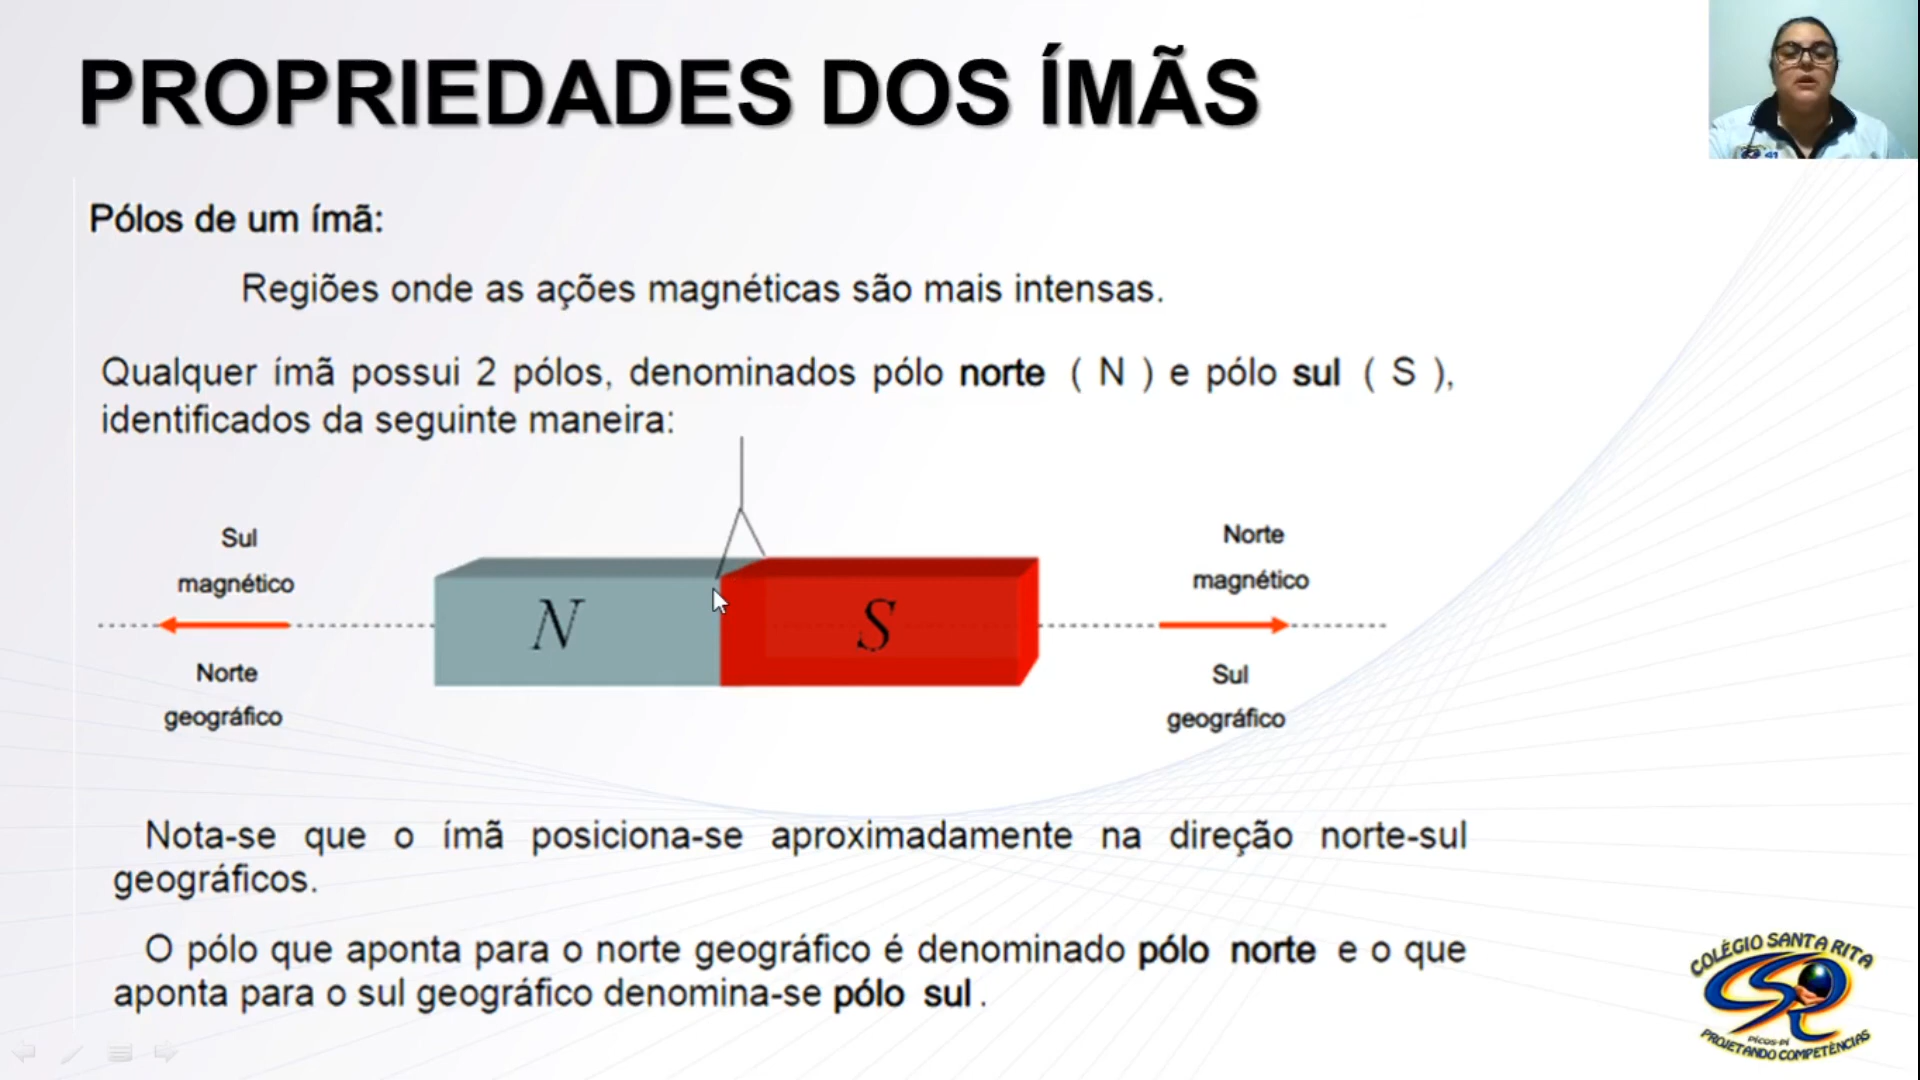 PROPRIEDADES DOS ÍMÃS
Pólos de um ímã:
Regiões onde as ações magnéticas são mais intensas.
Qualquer ímã possui 2 pólos, denominados pólo norte ( N ) e pólo sul ( S ),
identificados da seguinte maneira:
Sul
magnético
Norte
geográfico
N
S
Norte
magnético
Sul
geográfico
Nota-se que o ímã posiciona-se aproximadamente na direção norte-sul
geográficos.
O pólo que aponta para o norte geográfico é denominado pólo norte e o que
aponta para o sul geográfico denomina-se pólo sul .
COLÉGIO SANTA RITA
PICOS-PI
PROJETANDO COMPETÊNCIAS